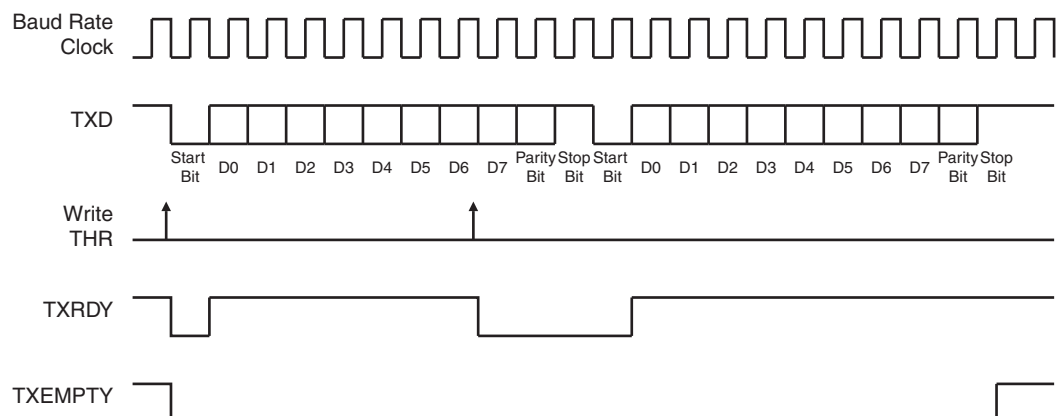 Baud Rate
Clock
TXD
Start D0 D1 D2 D3 D4 D5 D6 D7 Parity Stop Start D0 D1 D2 D3 D4 D5 D6 D7 Parity Stop
Bit Bit Bit Bit Bit Bit
Write
THR
TXRDY
TXEMPTY